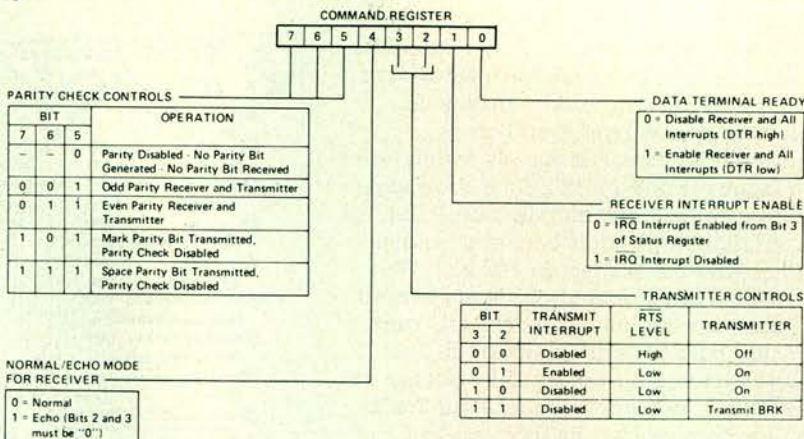 COMMAND.REGISTER
7 6 5 4 3 2 1 0
PARITY CHECK CONTROLS
BIT OPERATION
7 6 5
– – 0 Parity Disabled - No Parity Bit
Generated - No Parity Bit Received
0 0 1 Odd Parity Receiver and Transmitter
0 1 1 Even Parity Receiver and
Transmitter
1 0 1 Mark Parity Bit Transmitted,
Parity Check Disabled
1 1 1 Space Parity Bit Transmitted,
Parity Check Disabled
NORMAL/ECHO MODE
FOR RECEIVER
0 = Normal
1 = Echo (Bits 2 and 3
must be "0")
DATA TERMINAL READY
0 = Disable Receiver and All
Interrupts (DTR high)
1 = Enable Receiver and All
Interrupts (DTR low)
RECEIVER INTERRUPT ENABLE
0 = IRQ Interrupt Enabled from Bit 3
of Status Register
1 = IRQ Interrupt Disabled
TRANSMITTER CONTROLS
BIT TRANSMIT RTS TRANSMITTER
3 2 INTERRUPT LEVEL
0 0 Disabled High Off
0 1 Enabled Low On
1 0 Disabled Low On
1 1 Disabled Low Transmit BRK